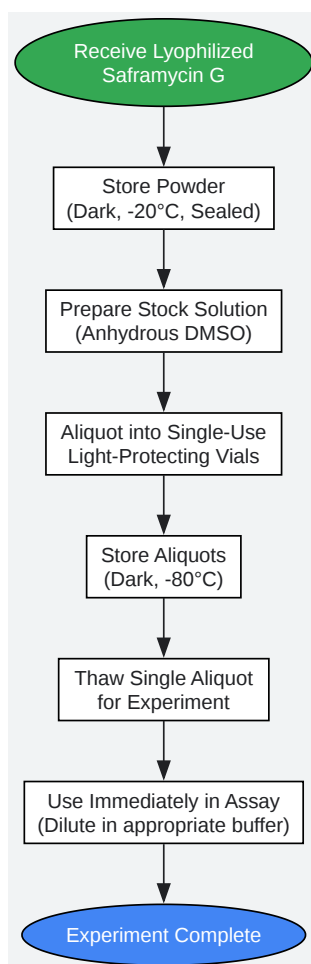 Receive Lyophilized
Saframycin G
Store Powder
(Dark, -20°C, Sealed)
Prepare Stock Solution
(Anhydrous DMSO)
Aliquot into Single-Use
Light-Protecting Vials
Store Aliquots
(Dark, -80°C)
Thaw Single Aliquot
for Experiment
Use Immediately in Assay
(Dilute in appropriate buffer)
Experiment Complete